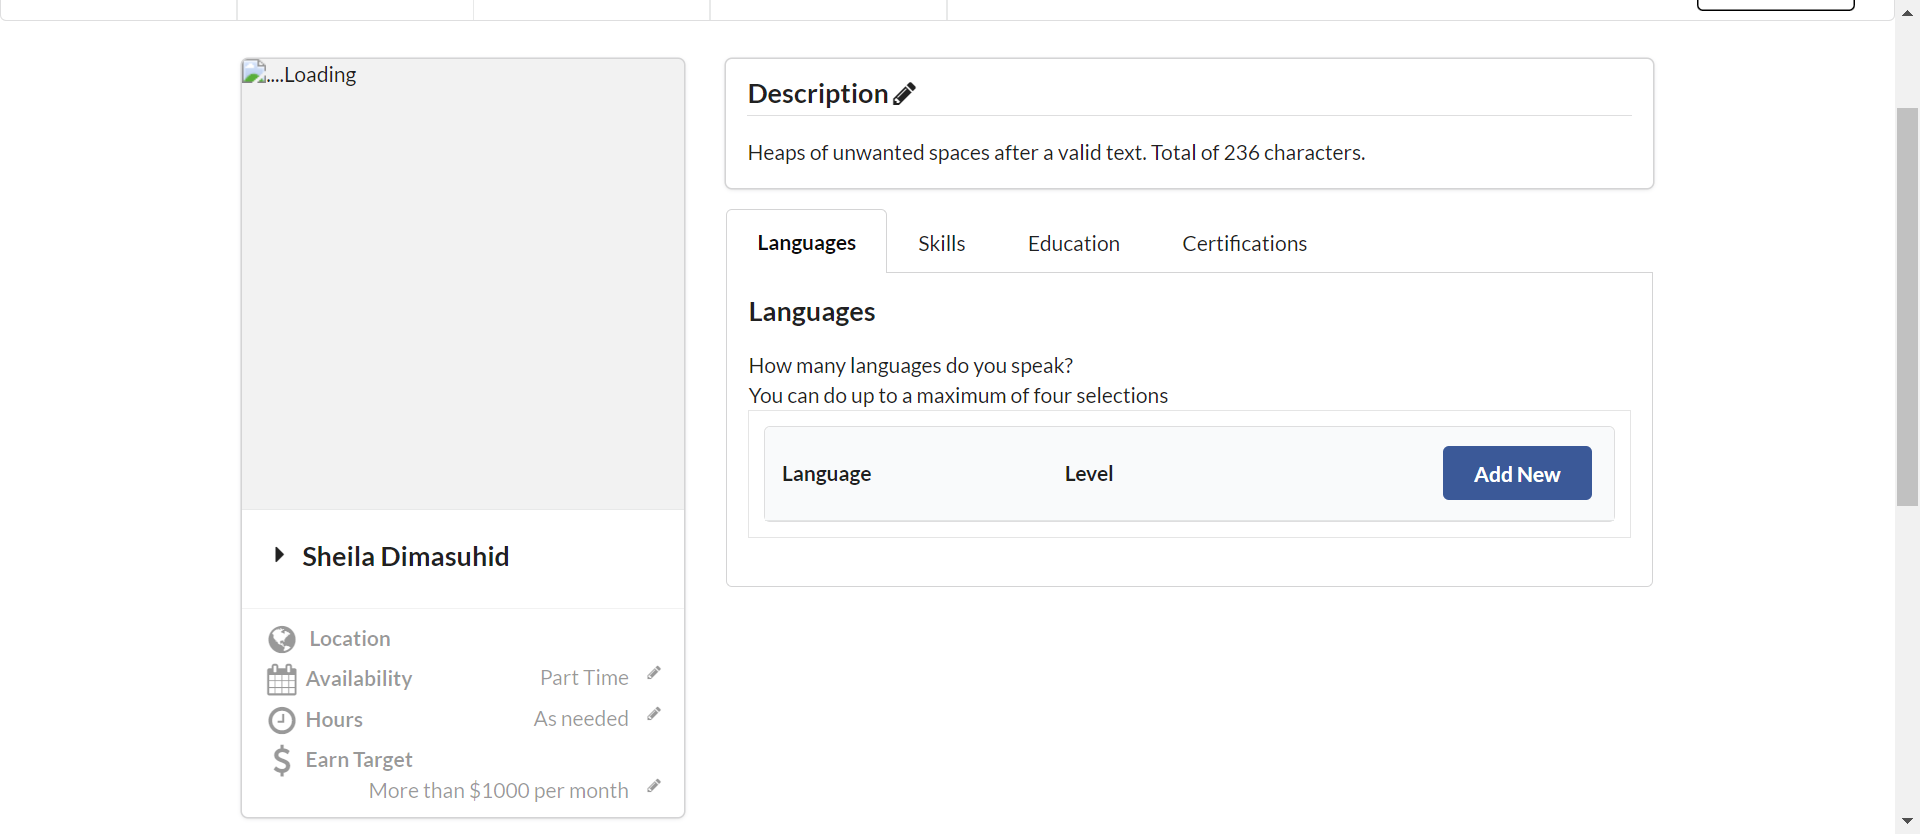 ....Loading
Sheila Dimasuhid
Location
Availability Part Time
Hours As needed
Earn Target
More than $1000 per month
Description
Heaps of unwanted spaces after a valid text. Total of 236 characters.
Languages Skills Education Certifications
Languages
How many languages do you speak?
You can do up to a maximum of four selections
Language Level Add New